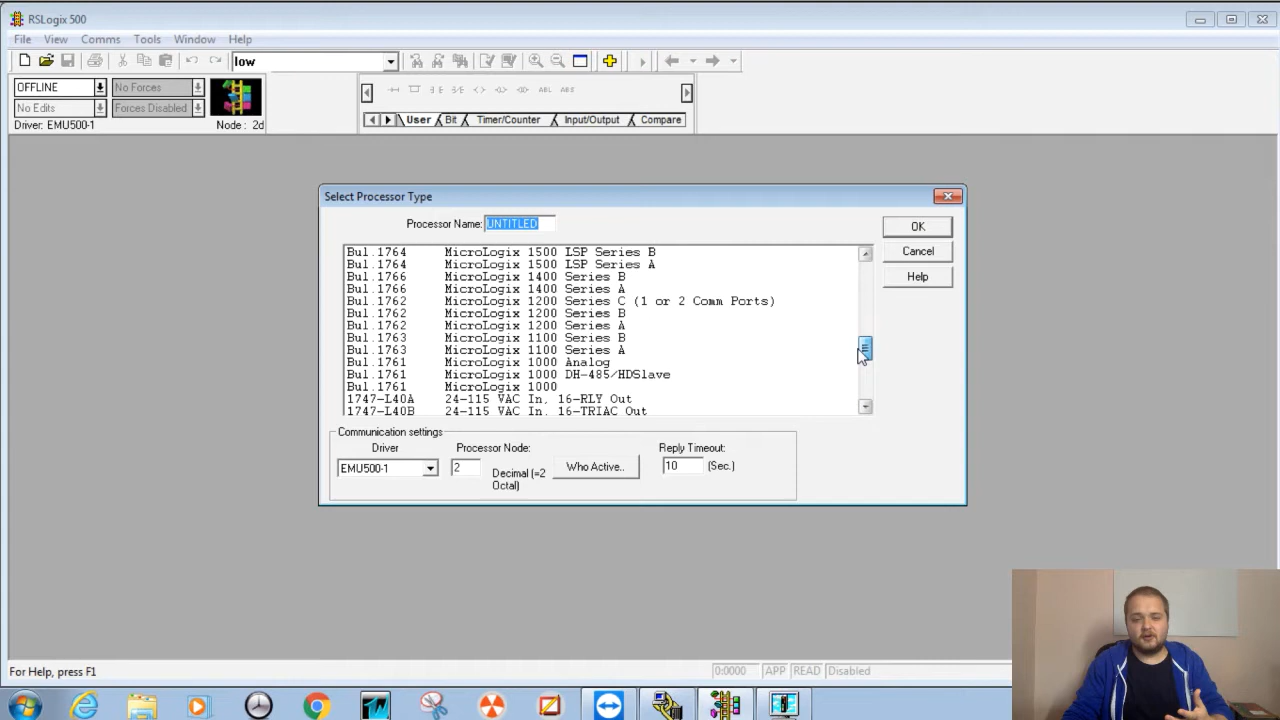 RSLogix 500
File View Comms Tools Window Help
low
OFFLINE No Forces
No Edits Forces Disabled
Driver: EMU500-1 Node : 2d
User Bit Timer/Counter Input/Output Compare
Select Processor Type
Processor Name: UNTITLED
OK
Cancel
Help
Bul.1764 MicroLogix 1500 LSP Series B
Bul.1764 MicroLogix 1500 LSP Series A
Bul.1766 MicroLogix 1400 Series B
Bul.1766 MicroLogix 1400 Series A
Bul.1762 MicroLogix 1200 Series C (1 or 2 Comm Ports)
Bul.1762 MicroLogix 1200 Series B
Bul.1762 MicroLogix 1200 Series A
Bul.1763 MicroLogix 1100 Series B
Bul.1763 MicroLogix 1100 Series A
Bul.1761 MicroLogix 1000 Analog
Bul.1761 MicroLogix 1000 DH-485/HDSlave
Bul.1761 MicroLogix 1000
1747-L40A 24-115 VAC In, 16-RLY Out
1747-L40B 24-115 VAC In, 16-TRIAC Out
Communication settings
Driver Processor Node: Reply Timeout:
EMU500-1 2 Decimal (=2 Octal) Who Active.. 10 (Sec.)
For Help, press F1 0:0000 APP READ Disabled